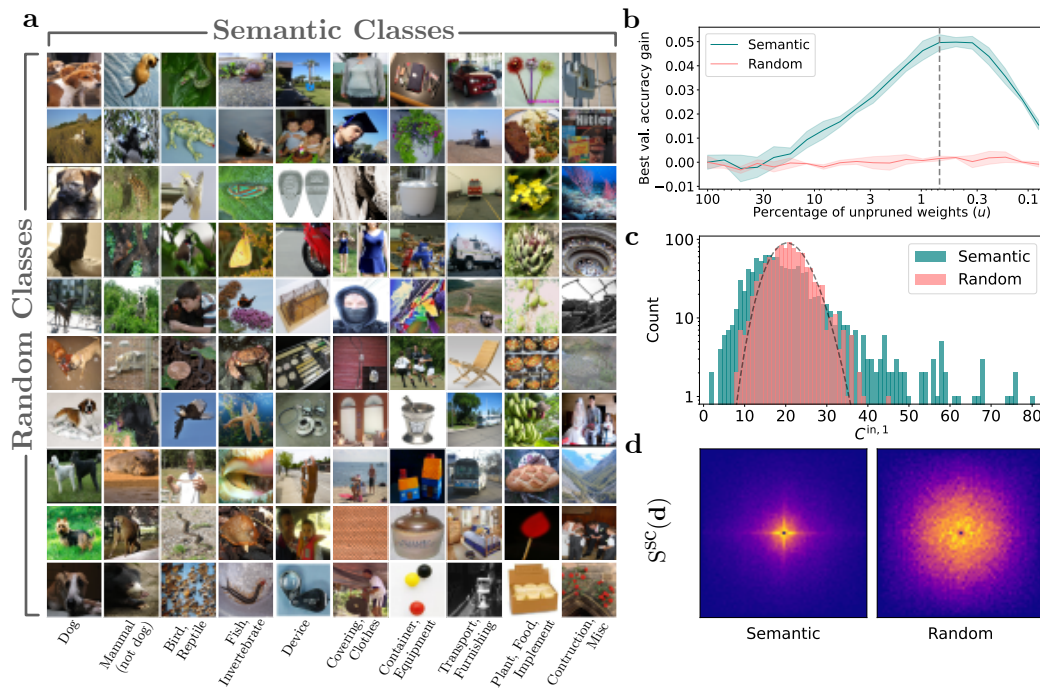 a
Semantic Classes
Random Classes
Hitler
Dog
Mammal
(not dog)
Bird,
Reptile
Fish,
Invertebrate
Device
Covering,
Clothes
Container,
Equipment
Transport,
Furnishing
Plant, Food,
Implement
Contruction,
Misc
b
Best val. accuracy gain
0.05
0.04
0.03
0.02
0.01
0.00
−0.01
Semantic
Random
100 30 10 3 1 0.3 0.1
Percentage of unpruned weights (u)
c
Count
100
10
1
Semantic
Random
0 10 20 30 40 50 60 70 80
C^in, 1
d
S^SC(d)
Semantic
Random